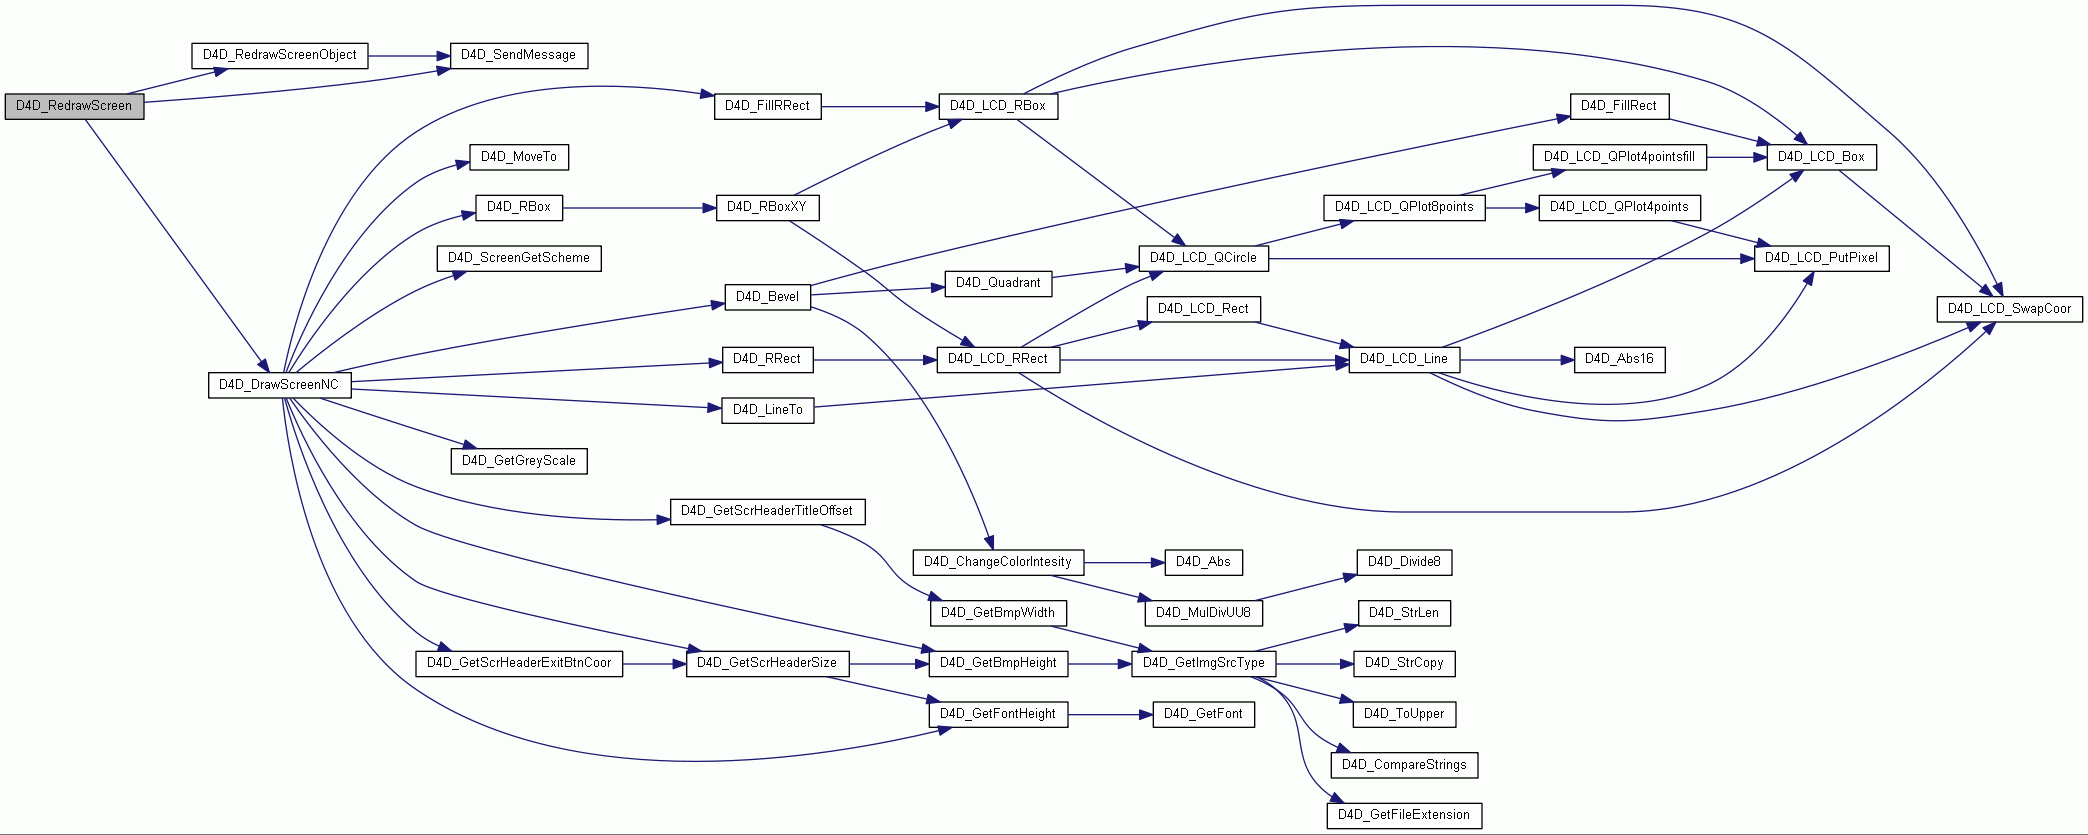 D4D_RedrawScreen
D4D_RedrawScreenObject
D4D_SendMessage
D4D_DrawScreenNC
D4D_MoveTo
D4D_RBox
D4D_ScreenGetScheme
D4D_GetGreyScale
D4D_GetScrHeaderExitBtnCoor
D4D_FillRRect
D4D_RBoxXY
D4D_Bevel
D4D_RRect
D4D_LineTo
D4D_GetScrHeaderTitleOffset
D4D_GetScrHeaderSize
D4D_LCD_RBox
D4D_Quadrant
D4D_LCD_RRect
D4D_ChangeColorIntesity
D4D_GetBmpWidth
D4D_GetBmpHeight
D4D_GetFontHeight
D4D_LCD_QCircle
D4D_LCD_Rect
D4D_Abs
D4D_MulDivUU8
D4D_GetImgSrcType
D4D_GetFont
D4D_LCD_QPlot8points
D4D_LCD_Line
D4D_Divide8
D4D_StrLen
D4D_StrCopy
D4D_ToUpper
D4D_CompareStrings
D4D_GetFileExtension
D4D_FillRect
D4D_LCD_QPlot4pointsfill
D4D_LCD_QPlot4points
D4D_Abs16
D4D_LCD_Box
D4D_LCD_PutPixel
D4D_LCD_SwapCoor